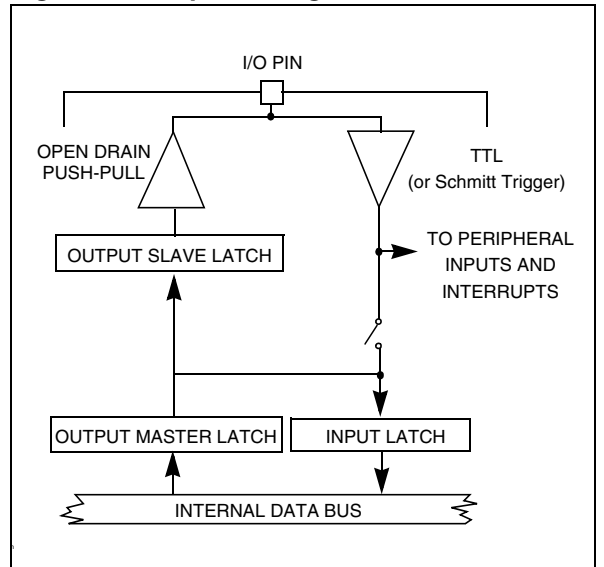 I/O PIN
OPEN DRAIN
PUSH-PULL
TTL
(or Schmitt Trigger)
TO PERIPHERAL
INPUTS AND
INTERRUPTS
OUTPUT SLAVE LATCH
OUTPUT MASTER LATCH
INPUT LATCH
INTERNAL DATA BUS